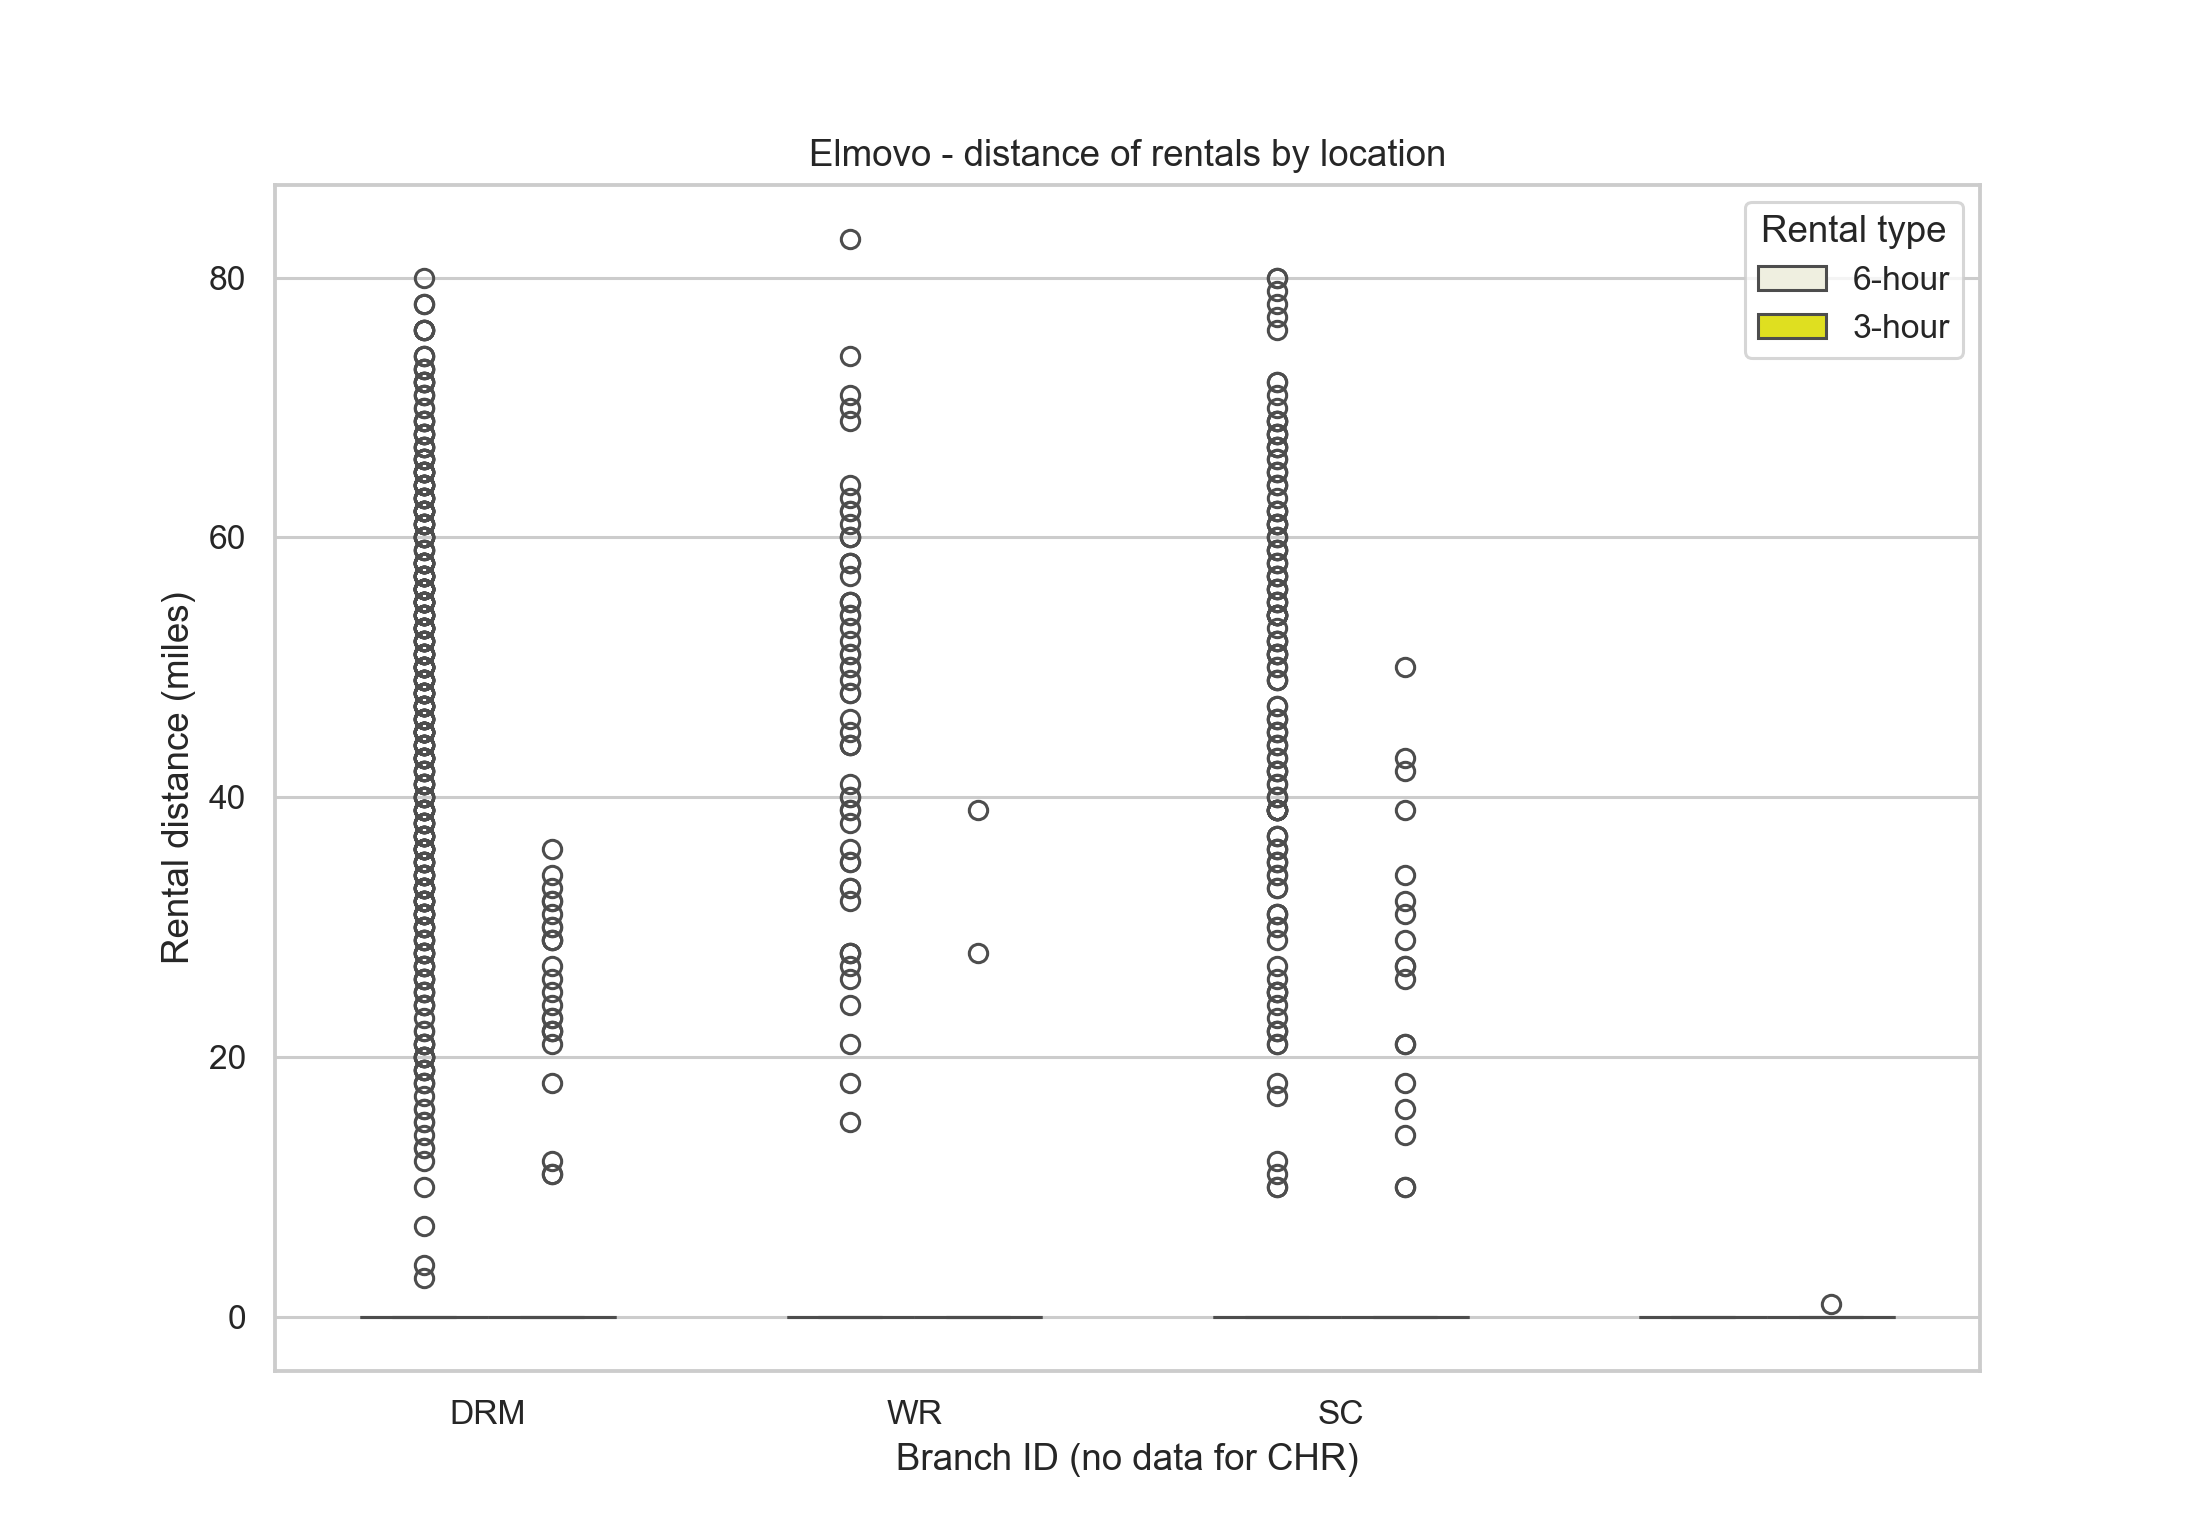 Elmovo - distance of rentals by location
Rental type
6-hour
3-hour
80
60
40
20
0
Rental distance (miles)
DRM WR SC
Branch ID (no data for CHR)